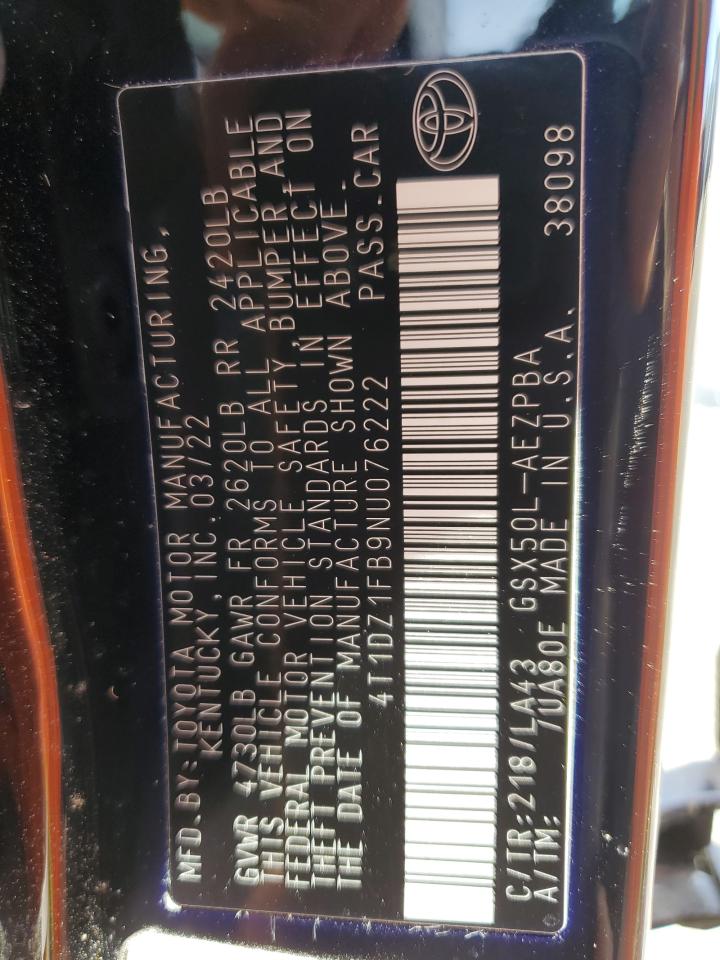 MFD.BY:TOYOTA MOTOR MANUFACTURING,
KENTUCKY, INC. 03/22
GVWR 4730LB GAWR FR 2620LB RR 2420LB
THIS VEHICLE CONFORMS TO ALL APPLICABLE
FEDERAL MOTOR VEHICLE SAFETY, BUMPER AND
THEFT PREVENTION STANDARDS IN EFFECT ON
THE DATE OF MANUFACTURE SHOWN ABOVE.
4T1DZ1FB9NU076222 PASS.CAR
C/TR:218/LA43 GSX50L-AEZPBA 38098
A/TM: /UA80E MADE IN U.S.A.